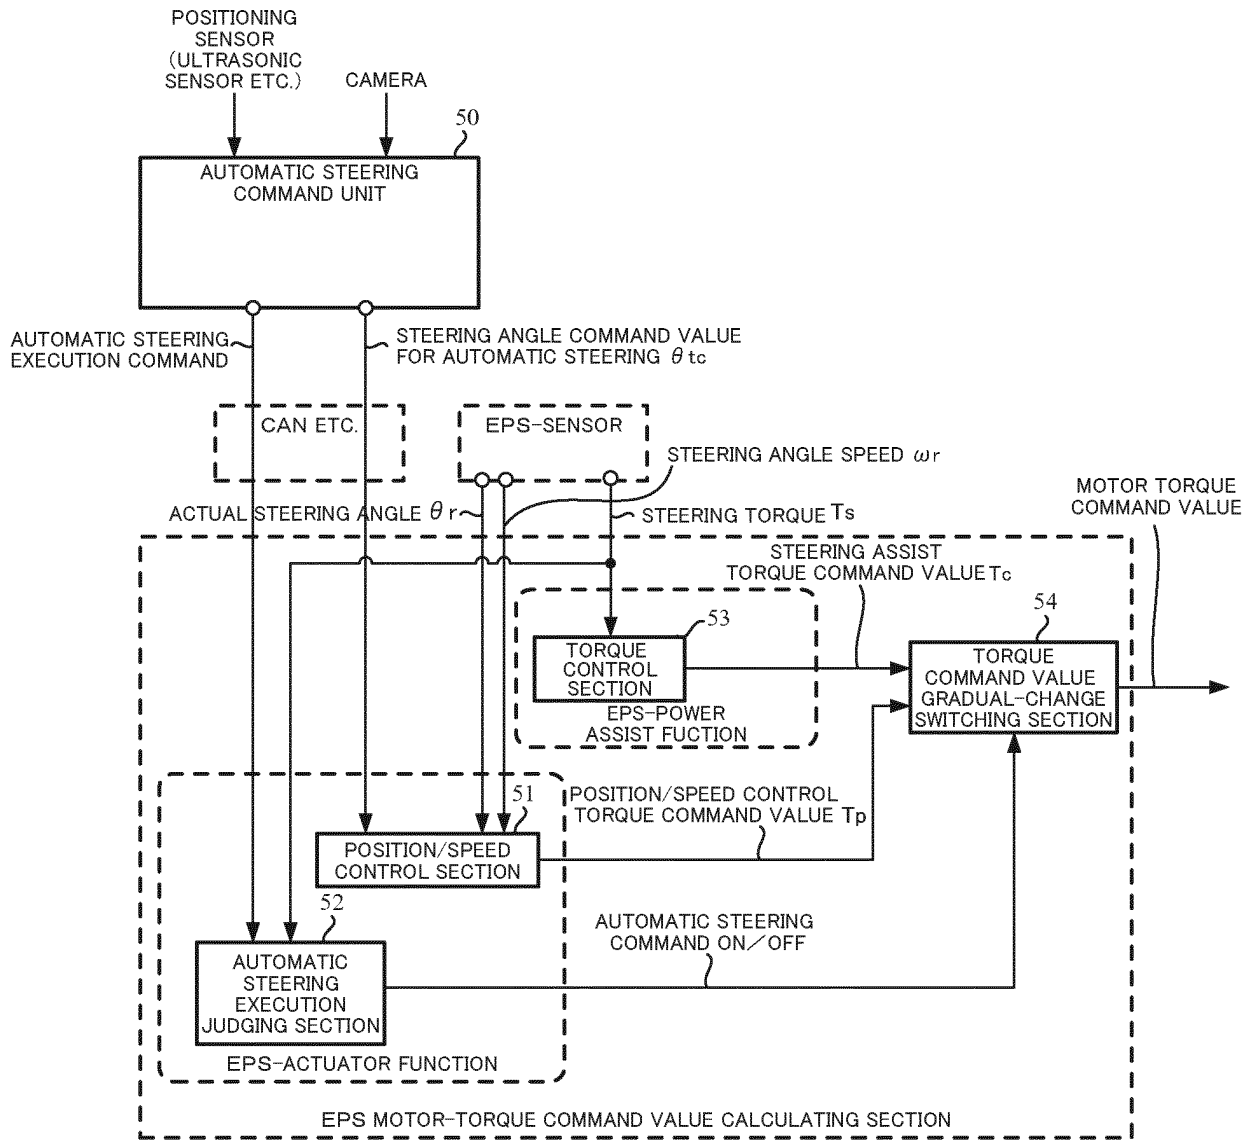 POSITIONING
SENSOR
(ULTRASONIC
SENSOR ETC.)
CAMERA
50
AUTOMATIC STEERING
COMMAND UNIT
AUTOMATIC STEERING
EXECUTION COMMAND
STEERING ANGLE COMMAND VALUE
FOR AUTOMATIC STEERING θtc
CAN ETC.
EPS-SENSOR
STEERING ANGLE SPEED ωr
ACTUAL STEERING ANGLE θr
STEERING TORQUE Ts
MOTOR TORQUE
COMMAND VALUE
STEERING ASSIST
TORQUE COMMAND VALUE Tc
53
TORQUE
CONTROL
SECTION
EPS-POWER
ASSIST FUCTION
54
TORQUE
COMMAND VALUE
GRADUAL-CHANGE
SWITCHING SECTION
51
POSITION/SPEED
CONTROL SECTION
POSITION/SPEED CONTROL
TORQUE COMMAND VALUE Tp
52
AUTOMATIC
STEERING
EXECUTION
JUDGING SECTION
AUTOMATIC STEERING
COMMAND ON/OFF
EPS-ACTUATOR FUNCTION
EPS MOTOR-TORQUE COMMAND VALUE CALCULATING SECTION